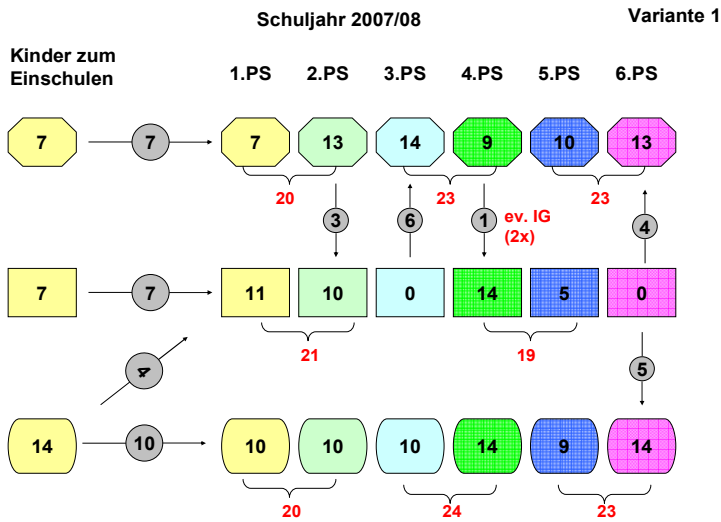 Schuljahr 2007/08
Variante 1
Kinder zum
Einschulen
1.PS 2.PS 3.PS 4.PS 5.PS 6.PS
7 7 7 13 14 9 10 13
20 23 23
3 6 1 ev. IG
(2x) 4
7 7 11 10 0 14 5 0
21 19
4 5
14 10 10 10 10 14 9 14
20 24 23